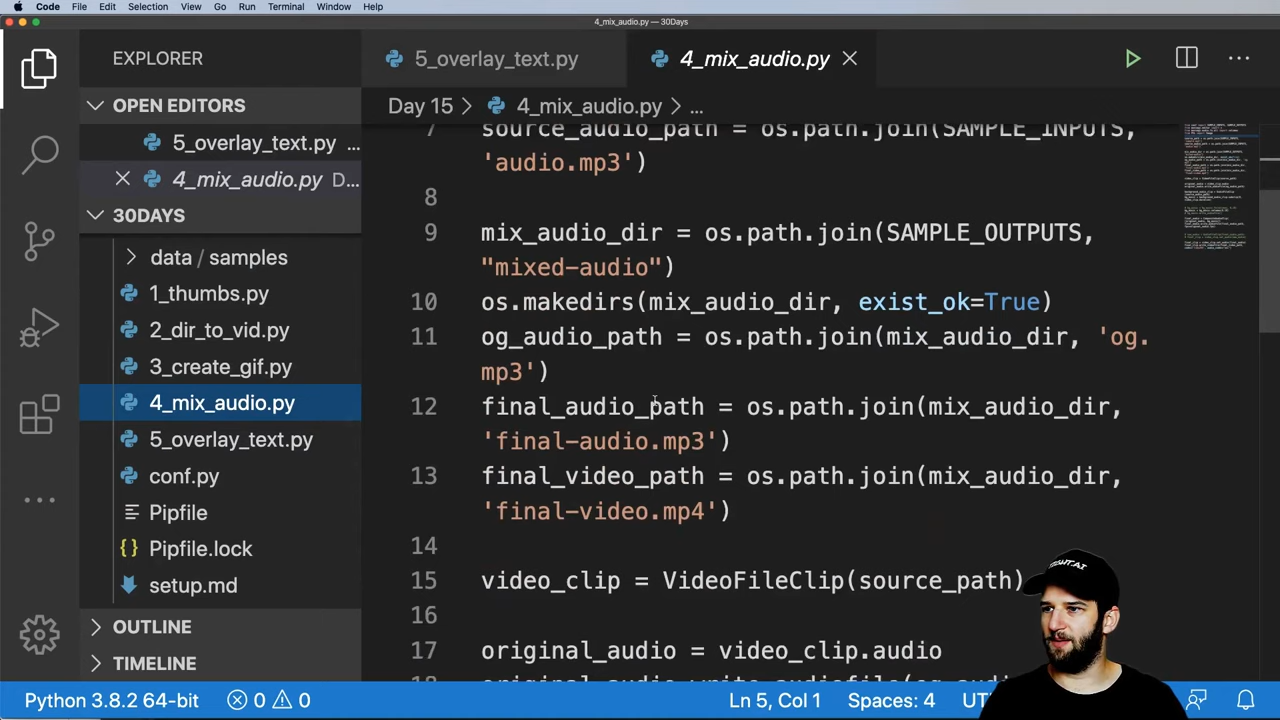 Code File Edit Selection View Go Run Terminal Window Help
4_mix_audio.py — 30Days
EXPLORER
OPEN EDITORS
5_overlay_text.py ...
4_mix_audio.py D...
30DAYS
data / samples
1_thumbs.py
2_dir_to_vid.py
3_create_gif.py
4_mix_audio.py
5_overlay_text.py
conf.py
Pipfile
Pipfile.lock
setup.md
OUTLINE
TIMELINE
5_overlay_text.py 4_mix_audio.py
Day 15 > 4_mix_audio.py > ...
7 source_audio_path = os.path.join(SAMPLE_INPUTS,
'audio.mp3')
8
9 mix_audio_dir = os.path.join(SAMPLE_OUTPUTS,
"mixed-audio")
10 os.makedirs(mix_audio_dir, exist_ok=True)
11 og_audio_path = os.path.join(mix_audio_dir, 'og.
mp3')
12 final_audio_path = os.path.join(mix_audio_dir,
'final-audio.mp3')
13 final_video_path = os.path.join(mix_audio_dir,
'final-video.mp4')
14
15 video_clip = VideoFileClip(source_path)
16
17 original_audio = video_clip.audio
Python 3.8.2 64-bit 0 0 Ln 5, Col 1 Spaces: 4